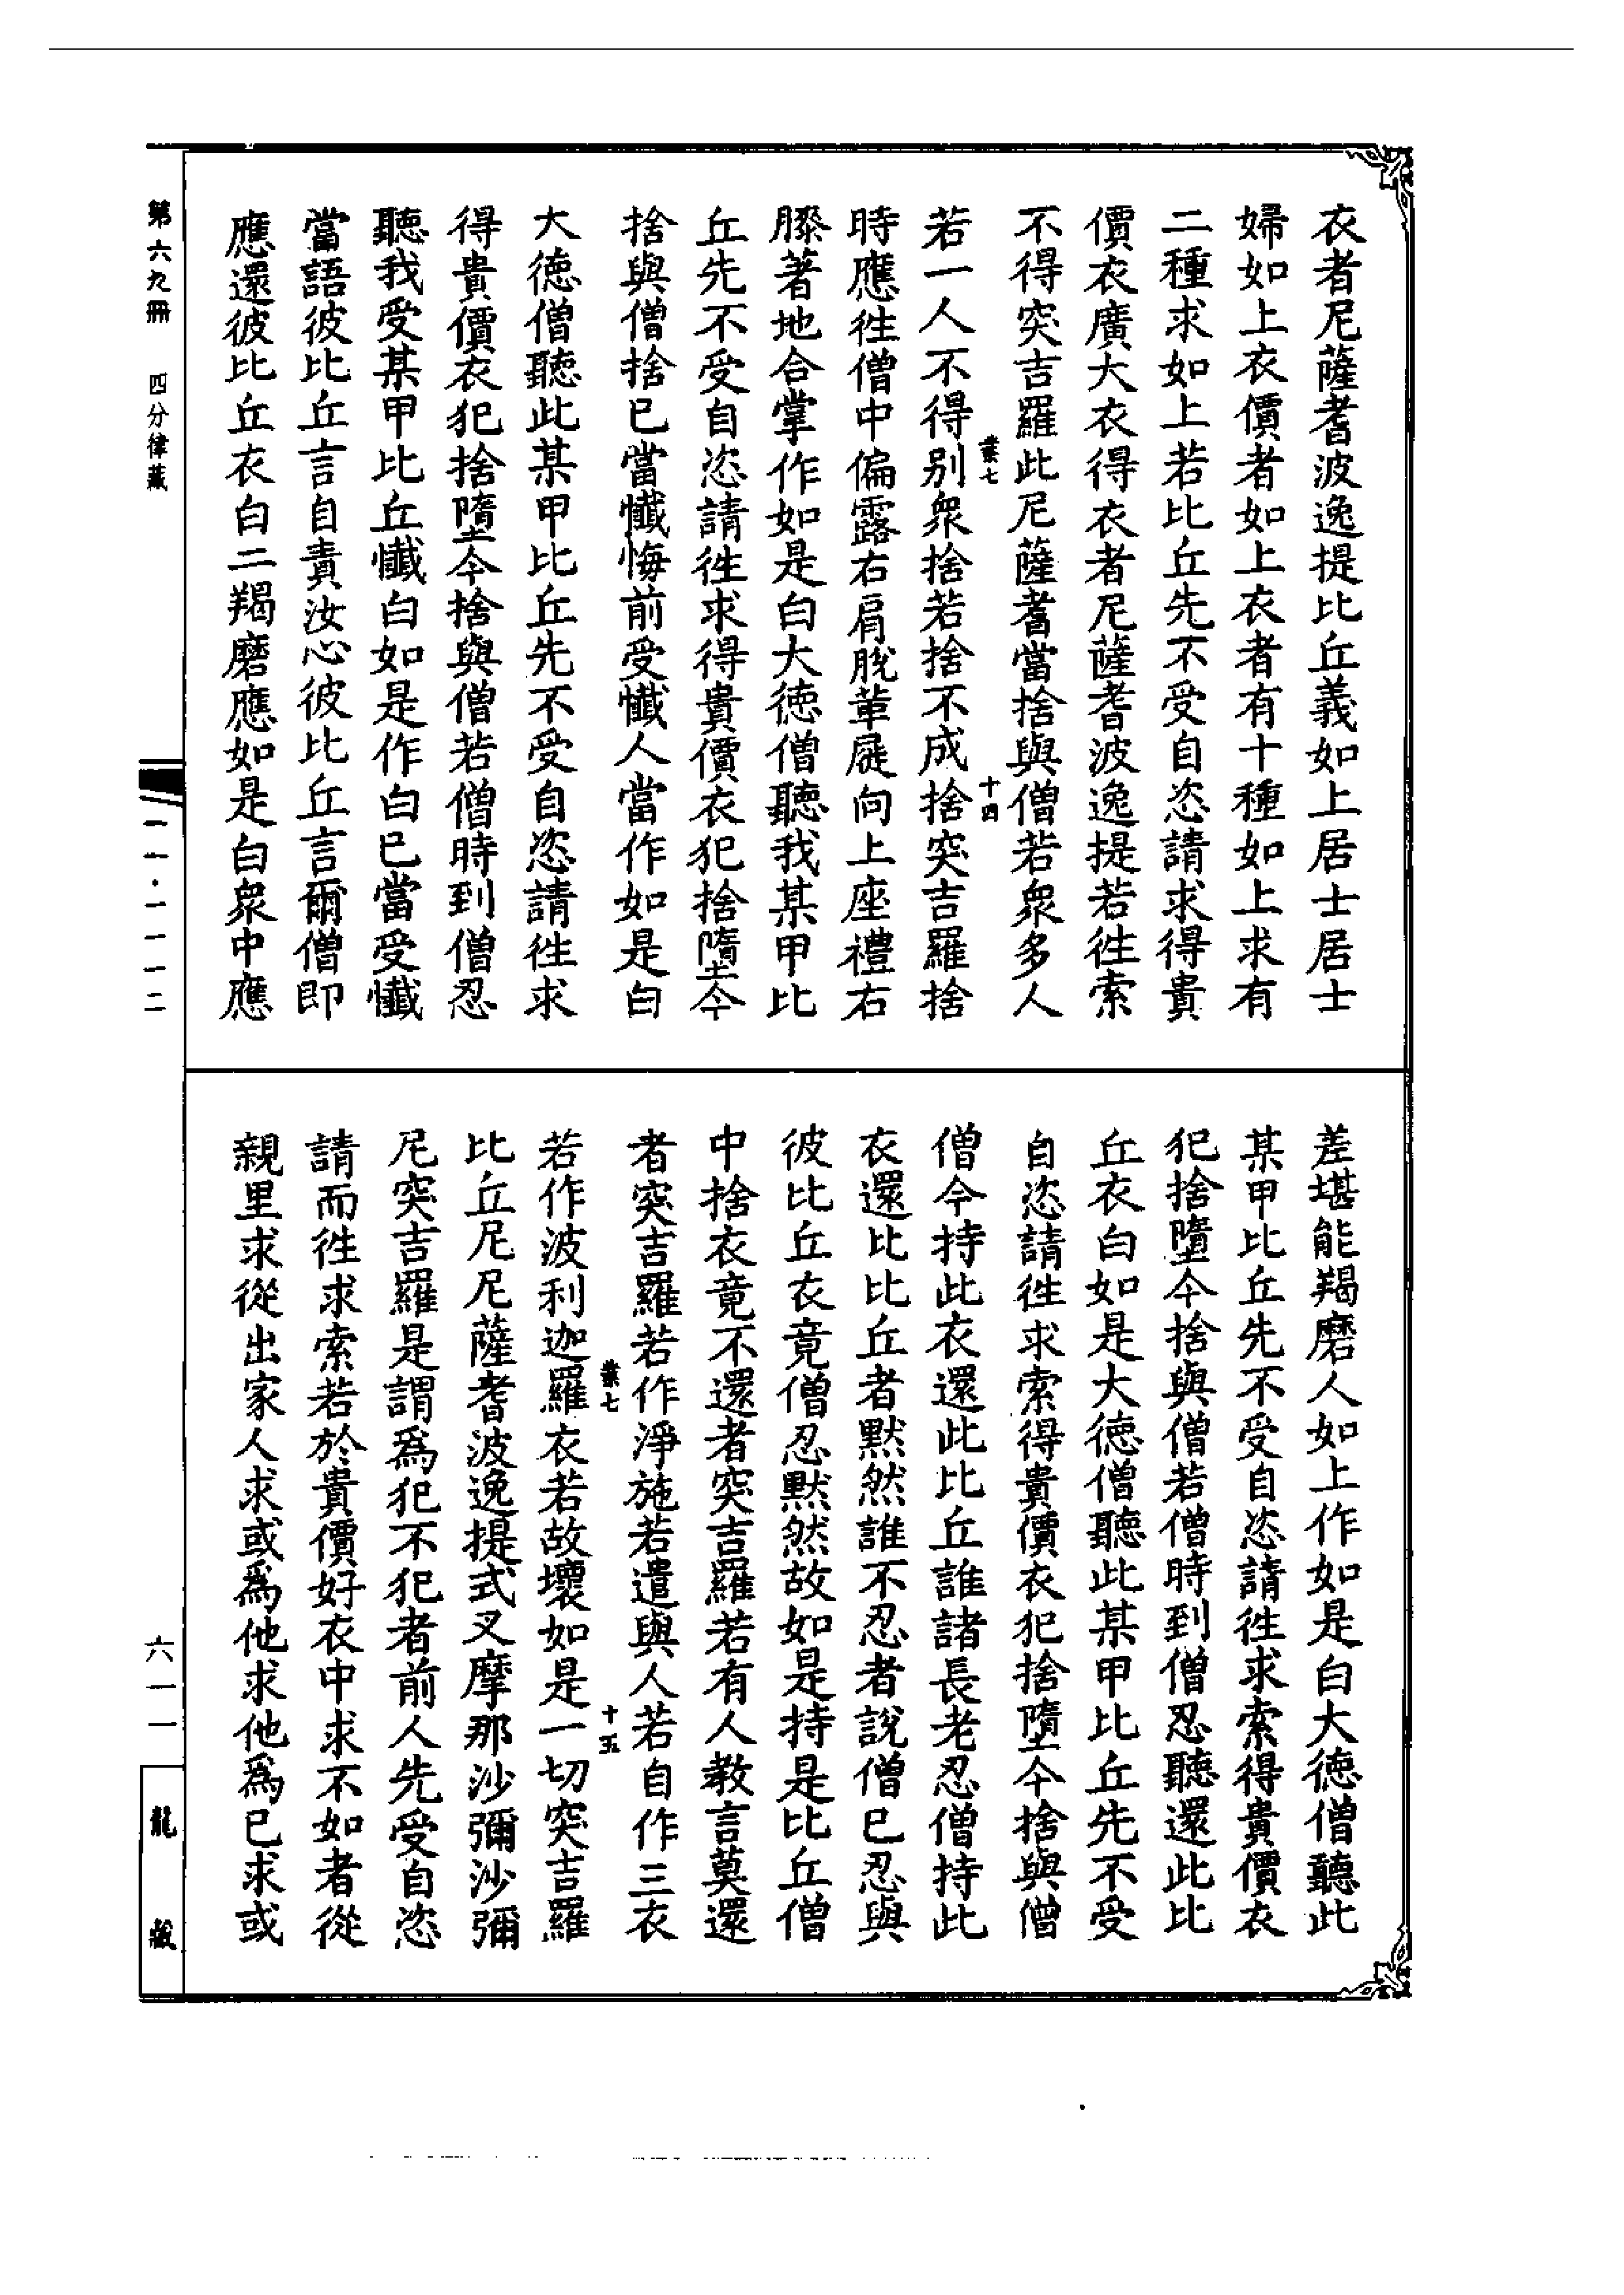 衣者尼薩耆波逸提比丘義如上居士居士
婦如上衣價者如上衣者有十種如上求有
二種求如上若比丘先不受自恣請求得貴
價衣廣大衣得衣者尼薩耆波逸提若徃索
不得突吉羅此尼薩耆當捨與僧若衆多人
業七
十四
若一人不得别衆捨若捨不成捨突吉羅捨
時應徃僧中偏露右肩脫革屣向上座禮右
膝著地合掌作如是白大徳僧聽我某甲比
丘先不受自恣請徃求得貴價衣犯捨墮今
捨與僧捨已當懺悔前受懺人當作如是白
大徳僧聽此某甲比丘先不受自恣請徃求
得貴價衣犯捨墮今捨與僧若僧時到僧忍
聽我受某甲比丘懺白如是作白已當受懺
當語彼比丘言自責汝心彼比丘言爾僧即
應還彼比丘衣白二羯磨應如是白衆中應
差堪能羯磨人如上作如是白大徳僧聽此
某甲比丘先不受自恣請徃求索得貴價衣
犯捨墮今捨與僧若僧時到僧忍聽還此比
丘衣白如是大徳僧聽此某甲比丘先不受
自恣請徃求索得貴價衣犯捨墮今捨與僧
僧今持此衣還此比丘誰諸長老忍僧持此
衣還比比丘者黙然誰不忍者說僧已忍與
彼比丘衣竟僧忍黙然故如是持是比丘僧
中捨衣竟不還者突吉羅若有人教言莫還
者突吉羅若作淨施若遣與人若自作三衣
業七
十五
若作波利迦羅衣若故壞如是一切突吉羅
比丘尼尼薩耆波逸提式叉摩那沙彌沙彌
尼突吉羅是謂爲犯不犯者前人先受自恣
請而徃求索若於貴價好衣中求不如者從
親里求從出家人求或爲他求他爲已求或
第六九冊　四分律藏
一一·一一一二
六一一
龍藏